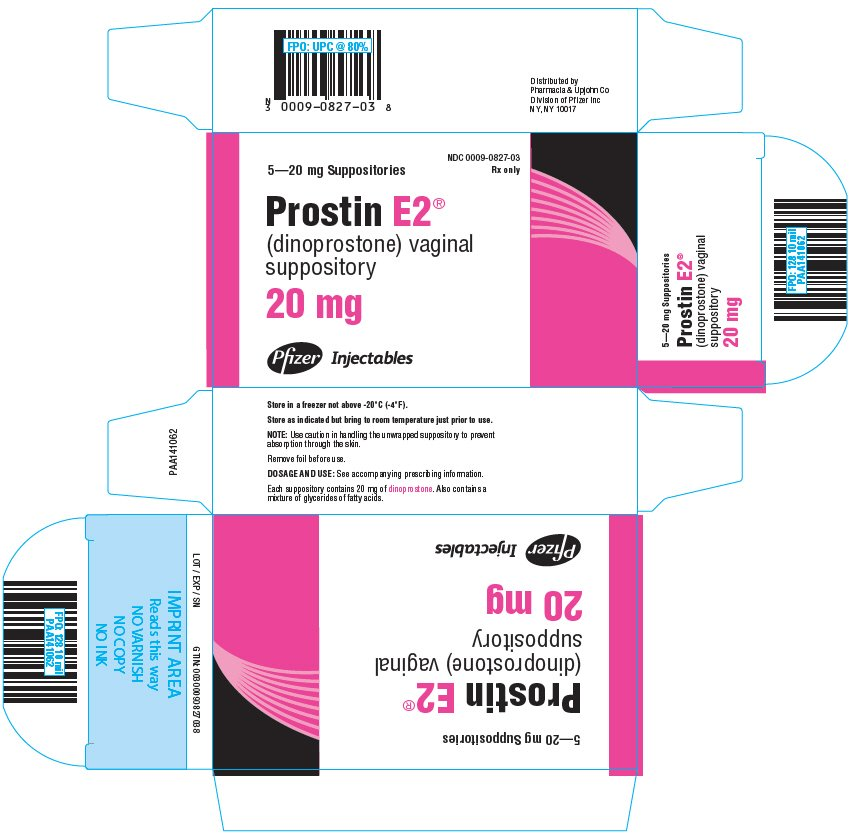 FPO: UPC @ 80%
N
3 0009-0827-03 8
Distributed by
Pharmacia & Upjohn Co
Division of Pfizer Inc
NY, NY 10017
NDC 0009-0827-03
5—20 mg Suppositories
Rx only
Prostin E2®
(dinoprostone) vaginal
suppository
20 mg
Pfizer Injectables
5—20 mg Suppositories
Prostin E2®
(dinoprostone) vaginal
suppository
20 mg
FPO: 128 10 mil
PAA141062
PAA141062
Store in a freezer not above -20°C (-4°F).
Store as indicated but bring to room temperature just prior to use.
NOTE: Use caution in handling the unwrapped suppository to prevent
absorption through the skin.
Remove foil before use.
DOSAGE AND USE: See accompanying prescribing information.
Each suppository contains 20 mg of dinoprostone. Also contains a
mixture of glycerides of fatty acids.
5—20 mg Suppositories
Prostin E2®
(dinoprostone) vaginal
suppository
20 mg
Pfizer Injectables
LOT / EXP / SN
GTIN: 00300090827038
IMPRINT AREA
Reads this way
NO VARNISH
NO COPY
NO INK
FPO: 128 10 mil
PAA141062